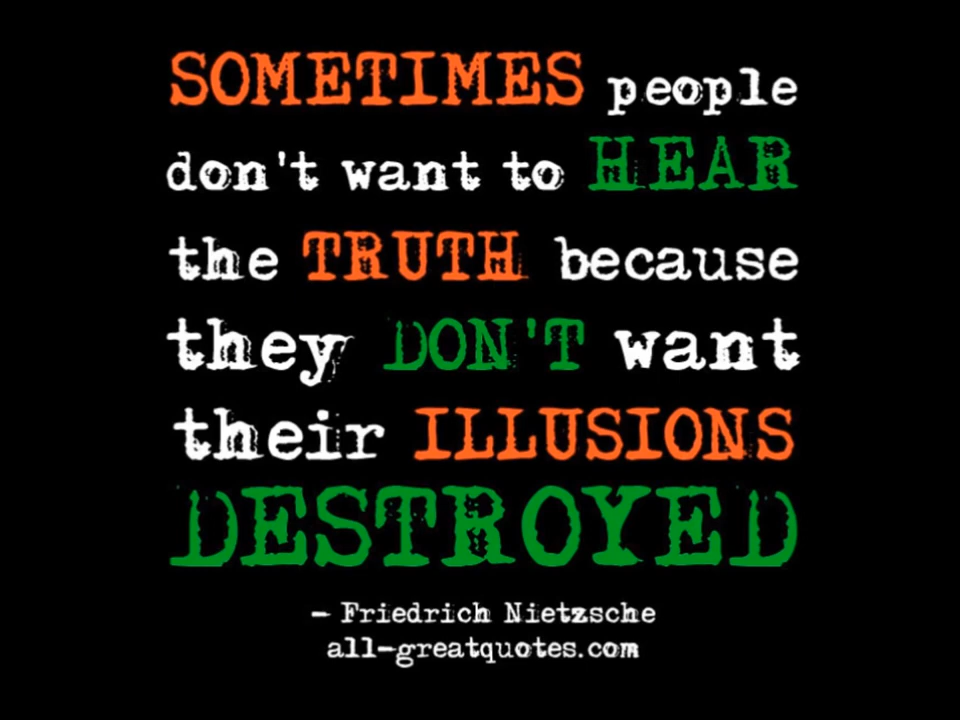 SOMETIMES people
don't want to HEAR
the TRUTH because
they DON'T want
their ILLUSIONS
DESTROYED
– Friedrich Nietzsche
all-greatquotes.com